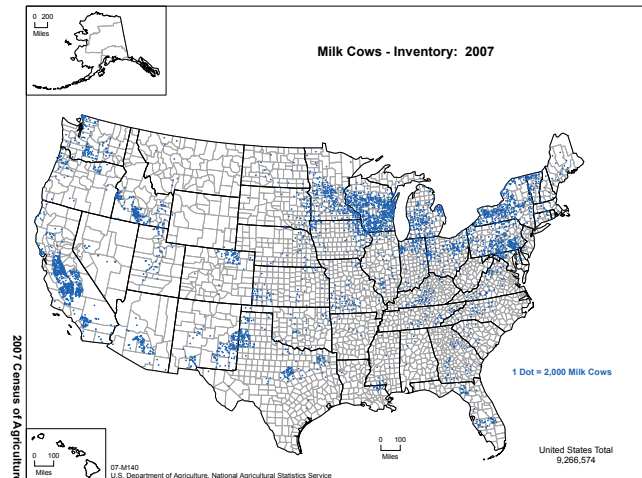 0 200
Miles
Milk Cows - Inventory: 2007
1 Dot = 2,000 Milk Cows
2007 Census of Agriculture
0 100
Miles
0 100
Miles
07-M140
U.S. Department of Agriculture, National Agricultural Statistics Service
United States Total
9,266,574